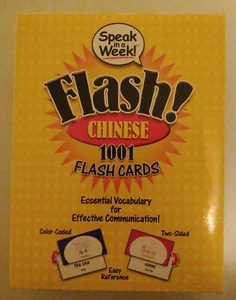 Speak
in a
Week!
Flash!
CHINESE
1001
FLASH CARDS
Essential Vocabulary
for
Effective Communication!
Color-Coded
Two-Sided
Easy
Reference